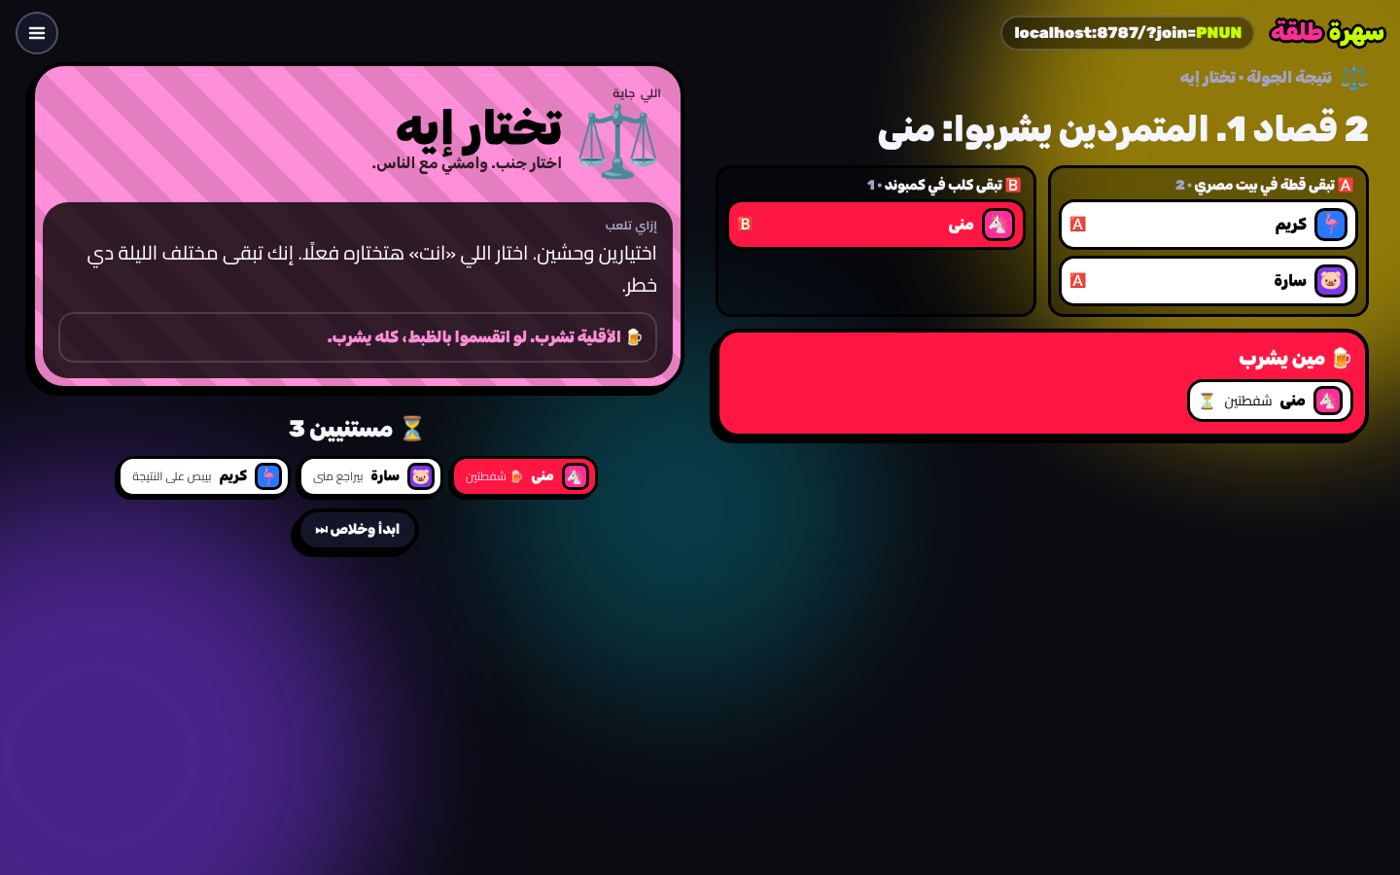 سهرة طلقة
localhost:8787/?join=PNUN
⚖️ نتيجة الجولة • تختار إيه
2 قصاد 1. المتمردين يشربوا: منى
🅰 تبقى قطة في بيت مصري • 2
كريم 🅰
سارة 🅰
🅱 تبقى كلب في كمبوند • 1
منى 🅱
🍺 مين يشرب
منى شفطتين ⏳
اللي جاية
تختار إيه
اختار جنب. وامشي مع الناس.
إزاي تلعب
اختيارين وحشين. اختار اللي «انت» هتختاره فعلًا. إنك تبقى مختلف الليلة دي
خطر.
🍺 الأقلية تشرب. لو اتقسموا بالظبط، كله يشرب.
⏳ مستنيين 3
منى 🍺 شفطتين
سارة بيراجع منى
كريم بيبص على النتيجة
ابدأ وخلاص ⏭